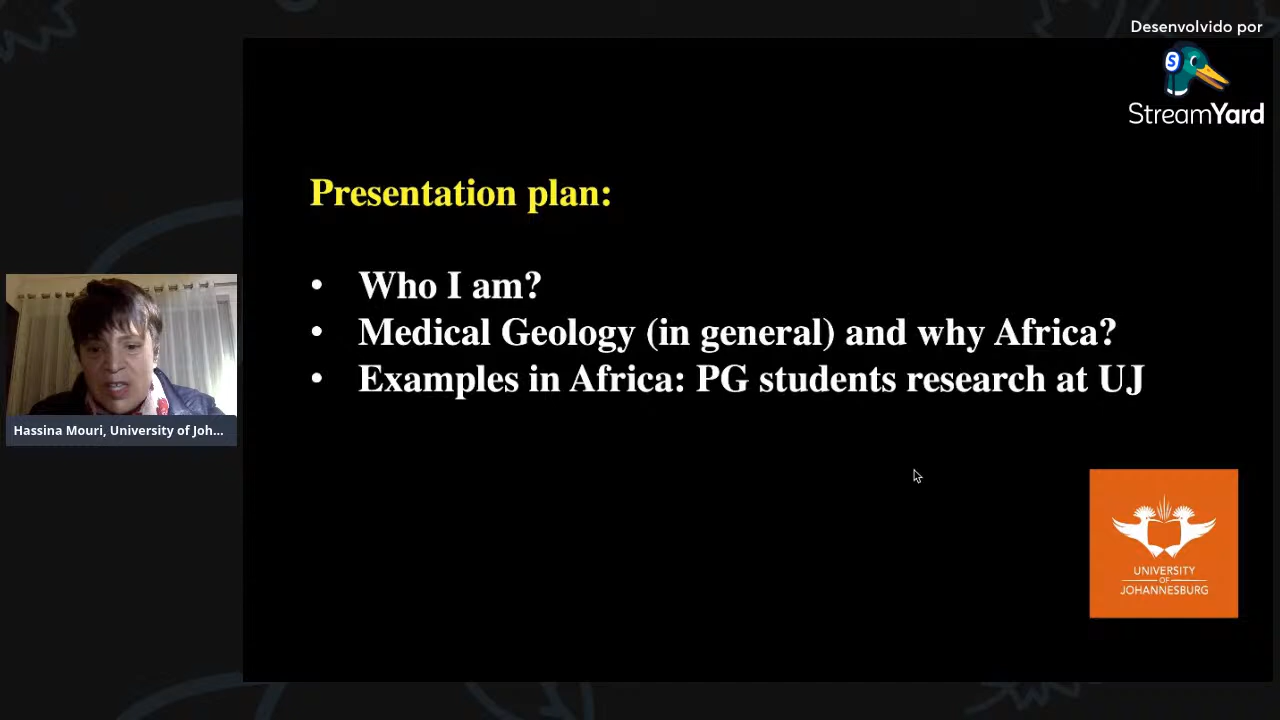 Desenvolvido por
S
StreamYard
Presentation plan:
• Who I am?
• Medical Geology (in general) and why Africa?
• Examples in Africa: PG students research at UJ
Hassina Mouri, University of Joh...
UNIVERSITY
OF
JOHANNESBURG